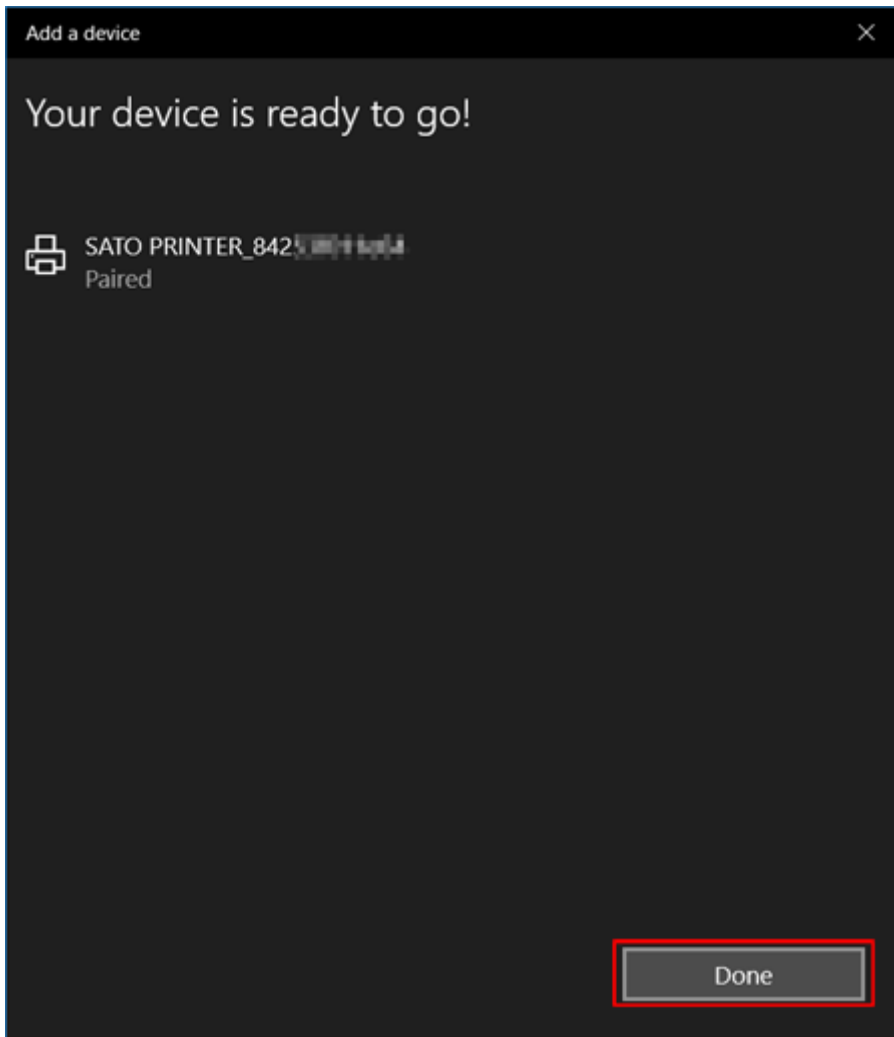 Add a device
Your device is ready to go!
SATO PRINTER_842
Paired
Done